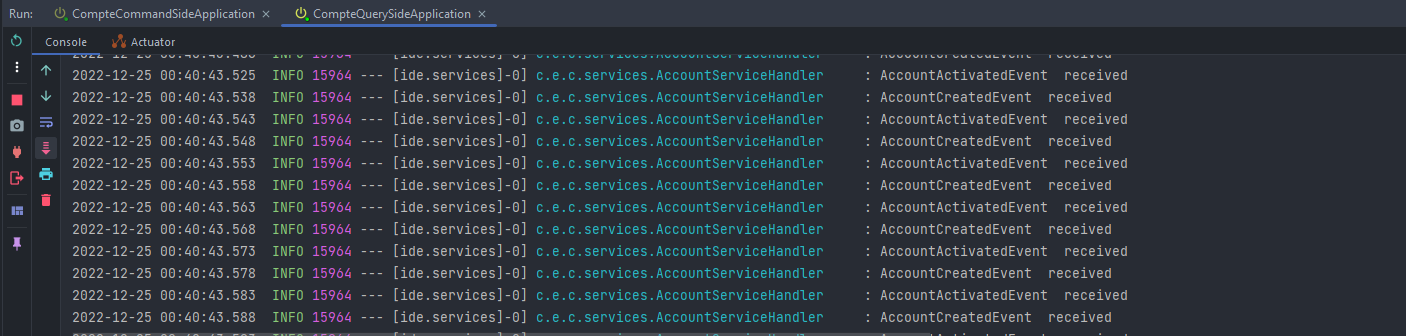 Run: CompteCommandSideApplication × CompteQuerySideApplication ×
Console Actuator
2022-12-25 00:40:43.525 INFO 15964 --- [ide.services]-0] c.e.c.services.AccountServiceHandler : AccountActivatedEvent received
2022-12-25 00:40:43.538 INFO 15964 --- [ide.services]-0] c.e.c.services.AccountServiceHandler : AccountCreatedEvent received
2022-12-25 00:40:43.543 INFO 15964 --- [ide.services]-0] c.e.c.services.AccountServiceHandler : AccountActivatedEvent received
2022-12-25 00:40:43.548 INFO 15964 --- [ide.services]-0] c.e.c.services.AccountServiceHandler : AccountCreatedEvent received
2022-12-25 00:40:43.553 INFO 15964 --- [ide.services]-0] c.e.c.services.AccountServiceHandler : AccountActivatedEvent received
2022-12-25 00:40:43.558 INFO 15964 --- [ide.services]-0] c.e.c.services.AccountServiceHandler : AccountCreatedEvent received
2022-12-25 00:40:43.563 INFO 15964 --- [ide.services]-0] c.e.c.services.AccountServiceHandler : AccountActivatedEvent received
2022-12-25 00:40:43.568 INFO 15964 --- [ide.services]-0] c.e.c.services.AccountServiceHandler : AccountCreatedEvent received
2022-12-25 00:40:43.573 INFO 15964 --- [ide.services]-0] c.e.c.services.AccountServiceHandler : AccountActivatedEvent received
2022-12-25 00:40:43.578 INFO 15964 --- [ide.services]-0] c.e.c.services.AccountServiceHandler : AccountCreatedEvent received
2022-12-25 00:40:43.583 INFO 15964 --- [ide.services]-0] c.e.c.services.AccountServiceHandler : AccountActivatedEvent received
2022-12-25 00:40:43.588 INFO 15964 --- [ide.services]-0] c.e.c.services.AccountServiceHandler : AccountCreatedEvent received